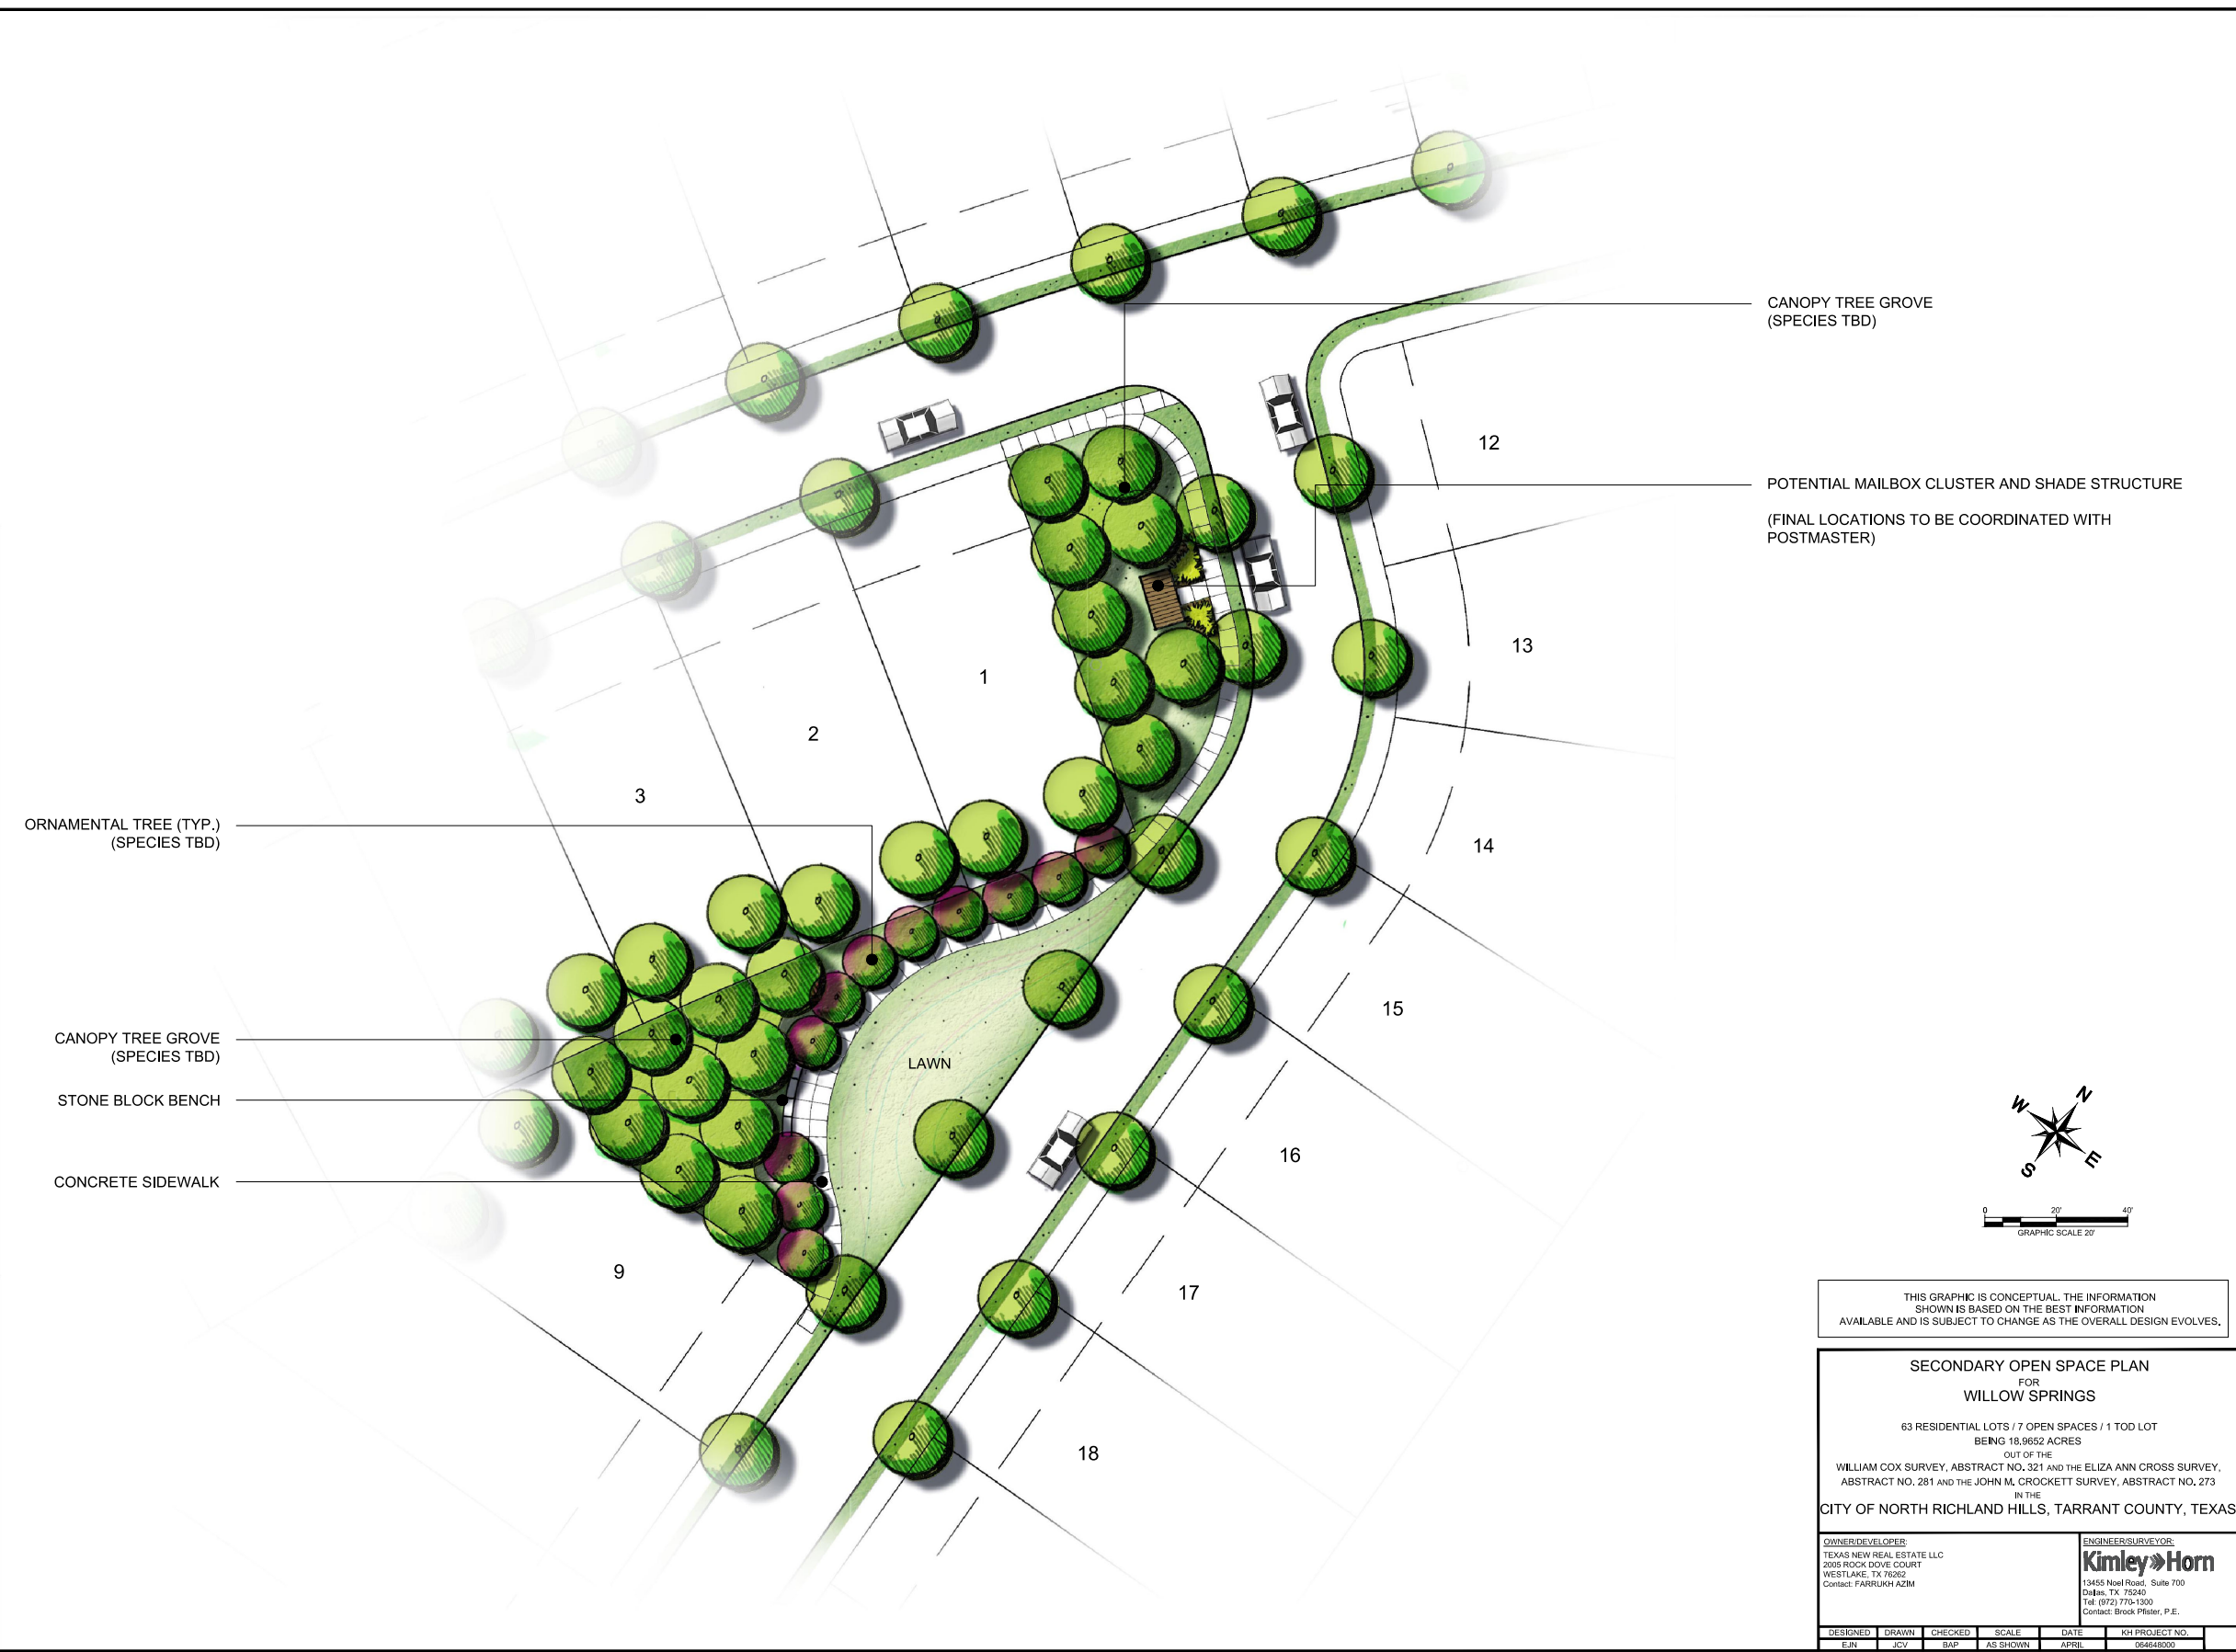 CANOPY TREE GROVE
(SPECIES TBD)
12
POTENTIAL MAILBOX CLUSTER AND SHADE STRUCTURE
(FINAL LOCATIONS TO BE COORDINATED WITH
POSTMASTER)
13
1
2
3
ORNAMENTAL TREE (TYP.)
(SPECIES TBD)
14
15
CANOPY TREE GROVE
(SPECIES TBD)
LAWN
STONE BLOCK BENCH
16
CONCRETE SIDEWALK
9
17
18
N
W
E
S
0 20' 40'
GRAPHIC SCALE 20'
THIS GRAPHIC IS CONCEPTUAL. THE INFORMATION
SHOWN IS BASED ON THE BEST INFORMATION
AVAILABLE AND IS SUBJECT TO CHANGE AS THE OVERALL DESIGN EVOLVES.
SECONDARY OPEN SPACE PLAN
FOR
WILLOW SPRINGS
63 RESIDENTIAL LOTS / 7 OPEN SPACES / 1 TOD LOT
BEING 18.9652 ACRES
OUT OF THE
WILLIAM COX SURVEY, ABSTRACT NO. 321 AND THE ELIZA ANN CROSS SURVEY,
ABSTRACT NO. 281 AND THE JOHN M. CROCKETT SURVEY, ABSTRACT NO. 273
IN THE
CITY OF NORTH RICHLAND HILLS, TARRANT COUNTY, TEXAS
OWNER/DEVELOPER:
TEXAS NEW REAL ESTATE LLC
2005 ROCK DOVE COURT
WESTLAKE, TX 76262
Contact: FARRUKH AZIM
ENGINEER/SURVEYOR:
Kimley»Horn
13455 Noel Road, Suite 700
Dallas, TX 75240
Tel: (972) 770-1300
Contact: Brock Pfister, P.E.
DESIGNED DRAWN CHECKED SCALE DATE KH PROJECT NO.
EJN JCV BAP AS SHOWN APRIL 064648000